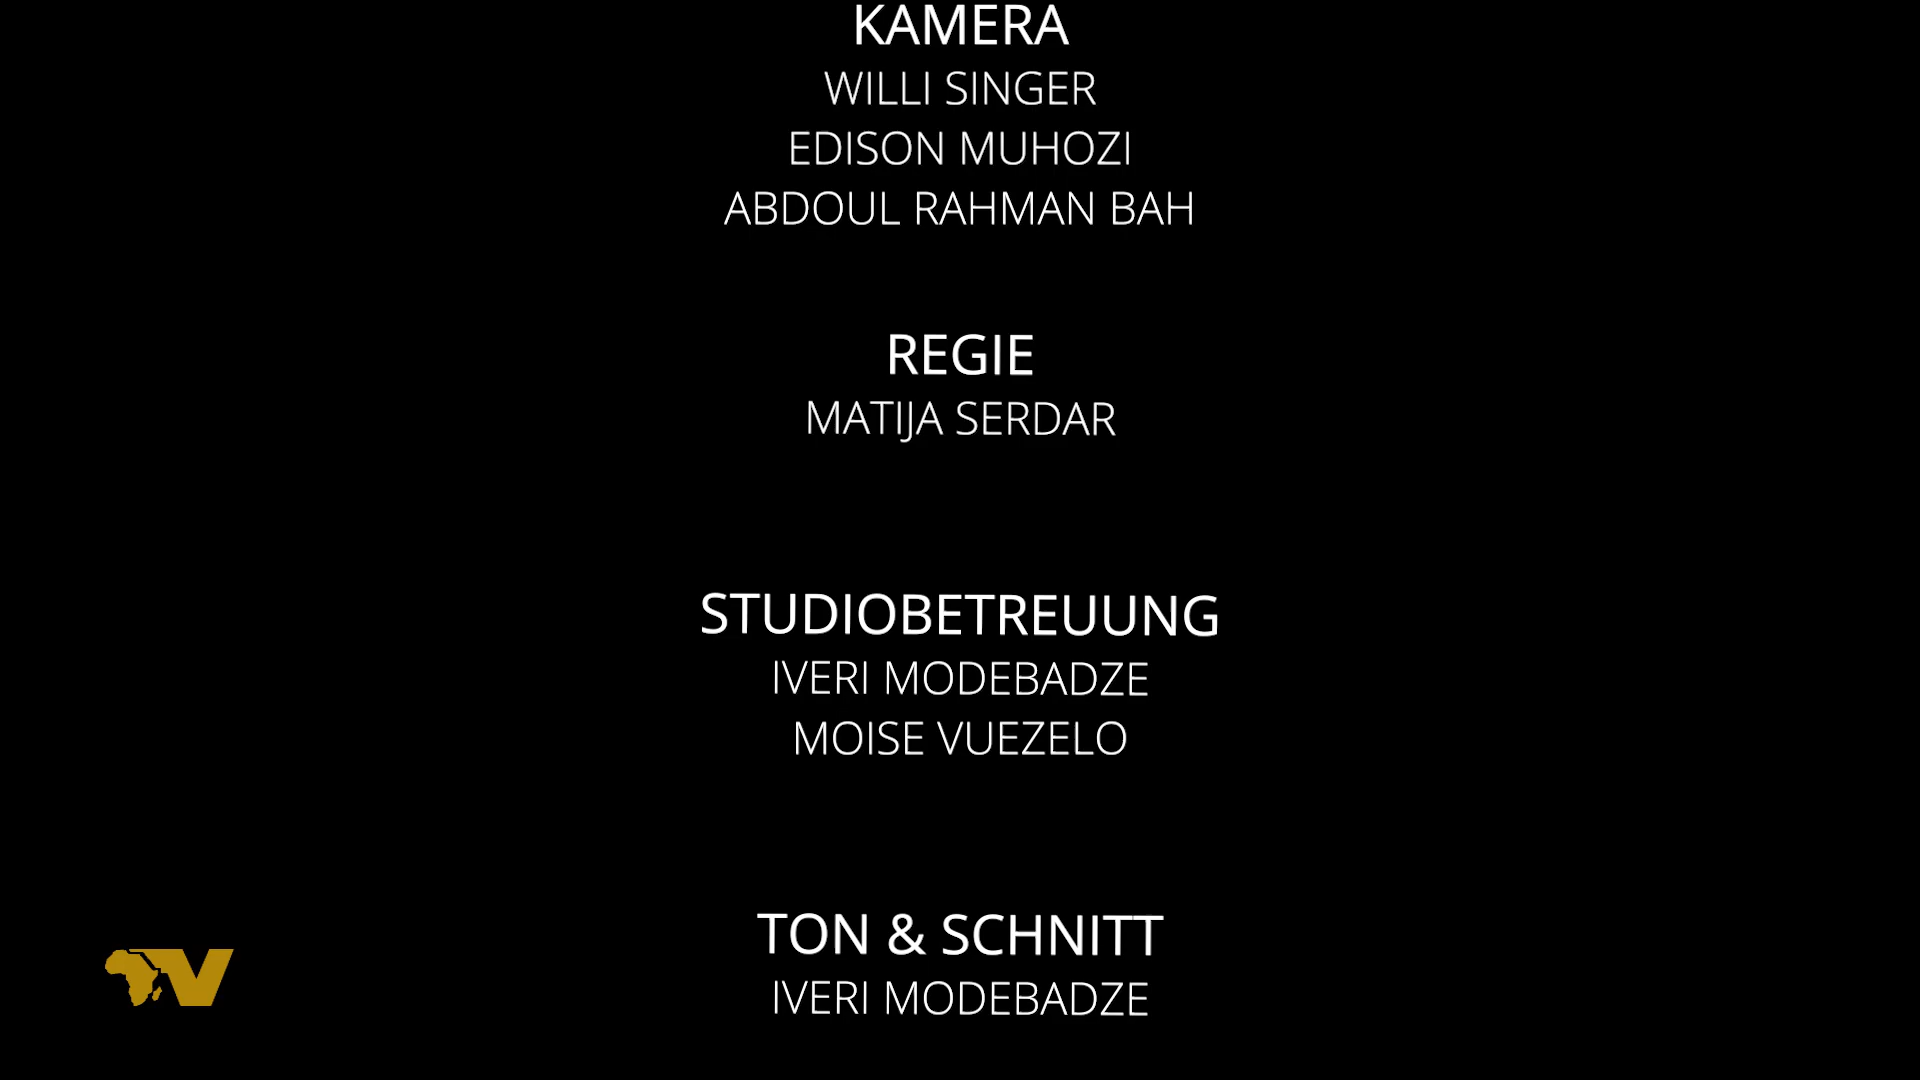 KAMERA
WILLI SINGER
EDISON MUHOZI
ABDOUL RAHMAN BAH
REGIE
MATIJA SERDAR
STUDIOBETREUUNG
IVERI MODEBADZE
MOISE VUEZELO
TON & SCHNITT
IVERI MODEBADZE
TV